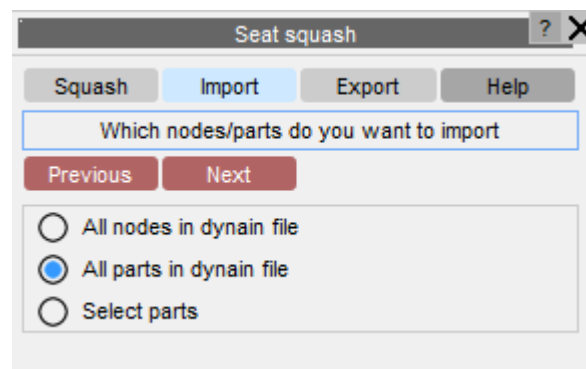 Seat squash ?
Squash Import Export Help
Which nodes/parts do you want to import
Previous Next
All nodes in dynain file
All parts in dynain file
Select parts